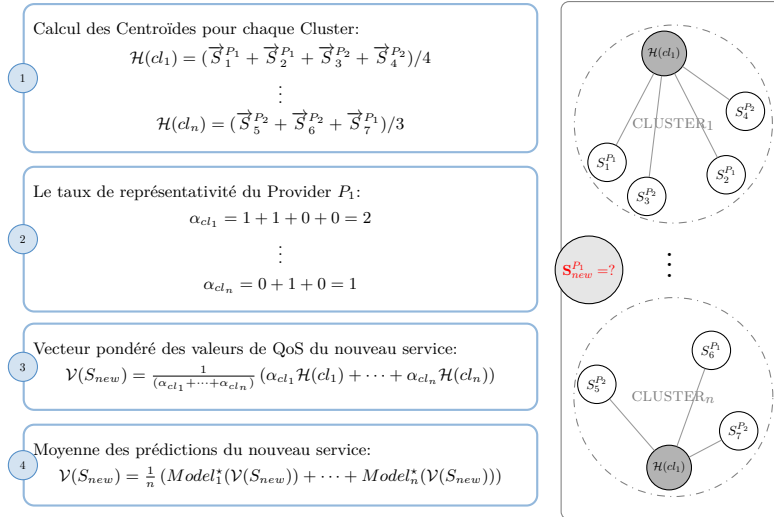 1
Calcul des Centroïdes pour chaque Cluster:
H(cl₁) = (S⃗₁^{P₁} + S⃗₂^{P₁} + S⃗₃^{P₂} + S⃗₄^{P₂})/4
⋮
H(clₙ) = (S⃗₅^{P₂} + S⃗₆^{P₂} + S⃗₇^{P₁})/3
2
Le taux de représentativité du Provider P₁:
α_{cl₁} = 1 + 1 + 0 + 0 = 2
⋮
α_{clₙ} = 0 + 1 + 0 = 1
3
Vecteur pondéré des valeurs de QoS du nouveau service:
V(S_{new}) = 1/(α_{cl₁}+⋯+α_{clₙ}) (α_{cl₁}H(cl₁) + ⋯ + α_{clₙ}H(clₙ))
4
Moyenne des prédictions du nouveau service:
V(S_{new}) = 1/n (Model₁^⋆(V(S_{new})) + ⋯ + Modelₙ^⋆(V(S_{new})))
H(cl₁)
S₄^{P₂}
CLUSTER₁
S₁^{P₁}
S₂^{P₁}
S₃^{P₂}
S_{new}^{P₁} =?
⋮
S₆^{P₁}
S₅^{P₂}
CLUSTERₙ
S₇^{P₂}
H(cl₁)